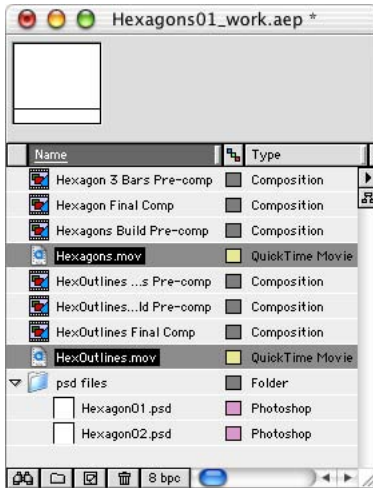 Hexagons01_work.aep *
Name Type
Hexagon 3 Bars Pre-comp Composition
Hexagon Final Comp Composition
Hexagons Build Pre-comp Composition
Hexagons.mov QuickTime Movie
HexOutlines ...s Pre-comp Composition
HexOutlines...ld Pre-comp Composition
HexOutlines Final Comp Composition
HexOutlines.mov QuickTime Movie
psd files Folder
Hexagon01.psd Photoshop
Hexagon02.psd Photoshop
8 bpc